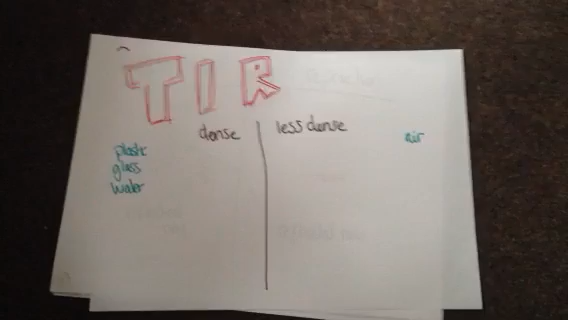 TIR
dense | less dense
air
plastic
glass
water